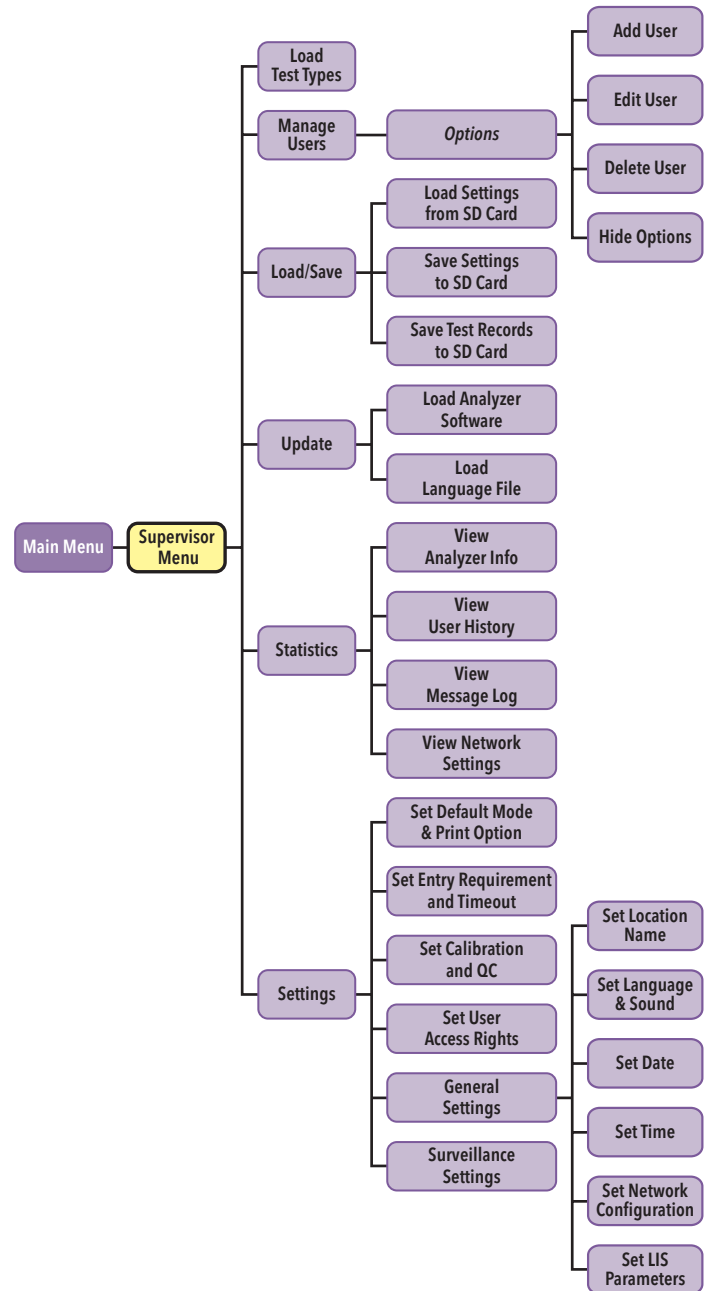 Main Menu
Supervisor
Menu
Load
Test Types
Manage
Users
Options
Add User
Edit User
Delete User
Hide Options
Load/Save
Load Settings
from SD Card
Save Settings
to SD Card
Save Test Records
to SD Card
Update
Load Analyzer
Software
Load
Language File
Statistics
View
Analyzer Info
View
User History
View
Message Log
View Network
Settings
Settings
Set Default Mode
& Print Option
Set Entry Requirement
and Timeout
Set Calibration
and QC
Set User
Access Rights
General
Settings
Set Location
Name
Set Language
& Sound
Set Date
Set Time
Set Network
Configuration
Set LIS
Parameters
Surveillance
Settings